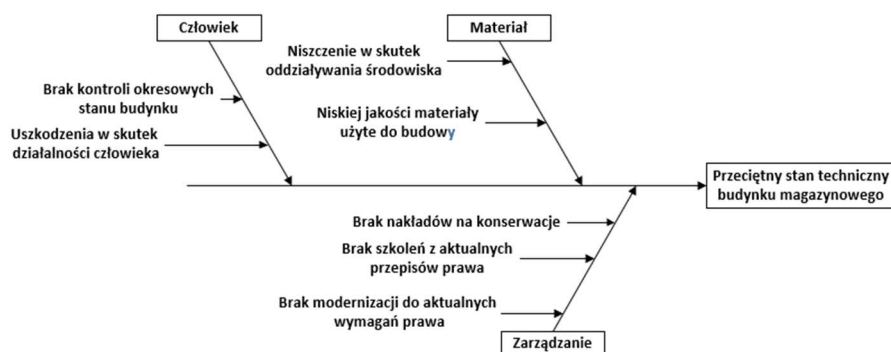 Człowiek
Materiał
Niszczenie w skutek
oddziaływania środowiska
Brak kontroli okresowych
stanu budynku
Niskiej jakości materiały
użyte do budowy
Uszkodzenia w skutek
działalności człowieka
Przeciętny stan techniczny
budynku magazynowego
Brak nakładów na konserwacje
Brak szkoleń z aktualnych
przepisów prawa
Brak modernizacji do aktualnych
wymagań prawa
Zarządzanie